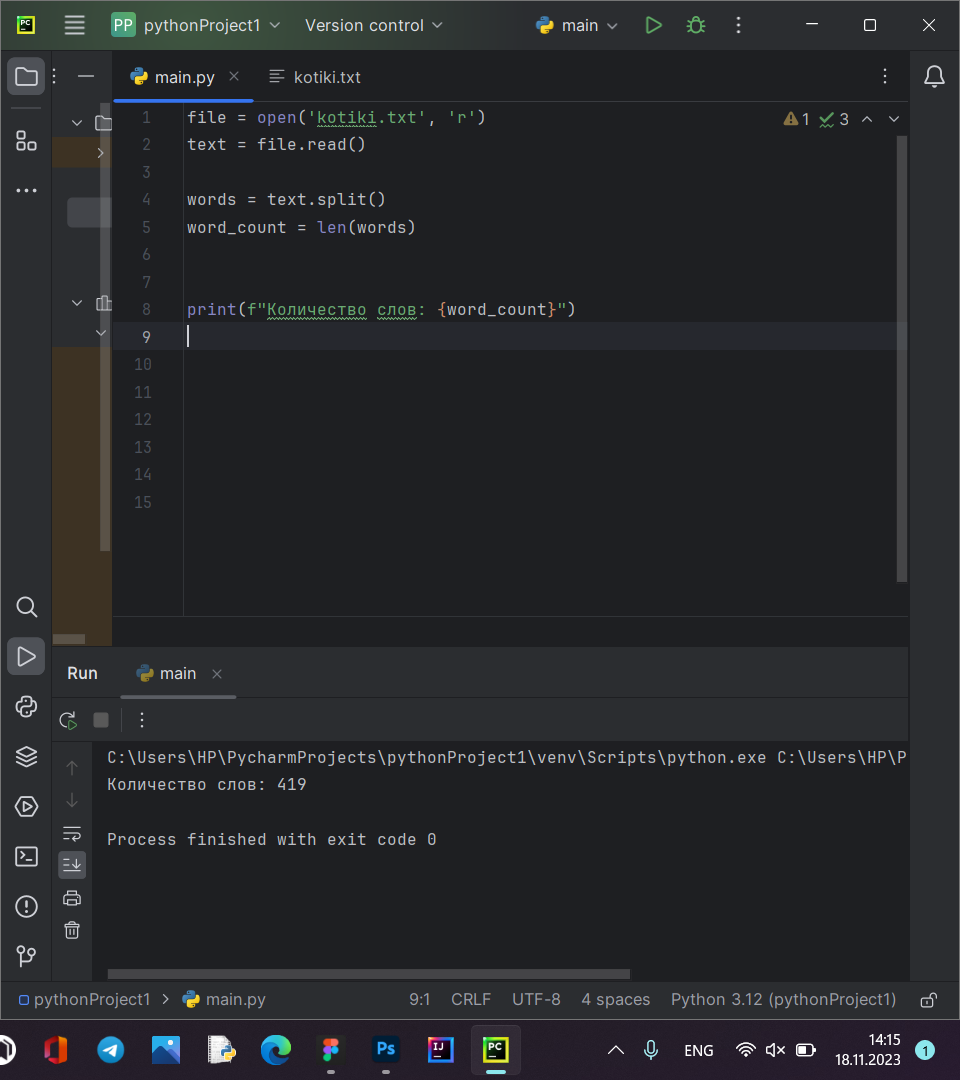 PC
PP pythonProject1 Version control main
main.py kotiki.txt
1 file = open('kotiki.txt', 'r') 1 3
2 text = file.read()
3
4 words = text.split()
5 word_count = len(words)
6
7
8 print(f"Количество слов: {word_count}")
9
10
11
12
13
14
15
Run main
C:\Users\HP\PycharmProjects\pythonProject1\venv\Scripts\python.exe C:\Users\HP\P
Количество слов: 419
Process finished with exit code 0
pythonProject1 > main.py 9:1 CRLF UTF-8 4 spaces Python 3.12 (pythonProject1)
Ps IJ PC ENG 14:15
18.11.2023 1